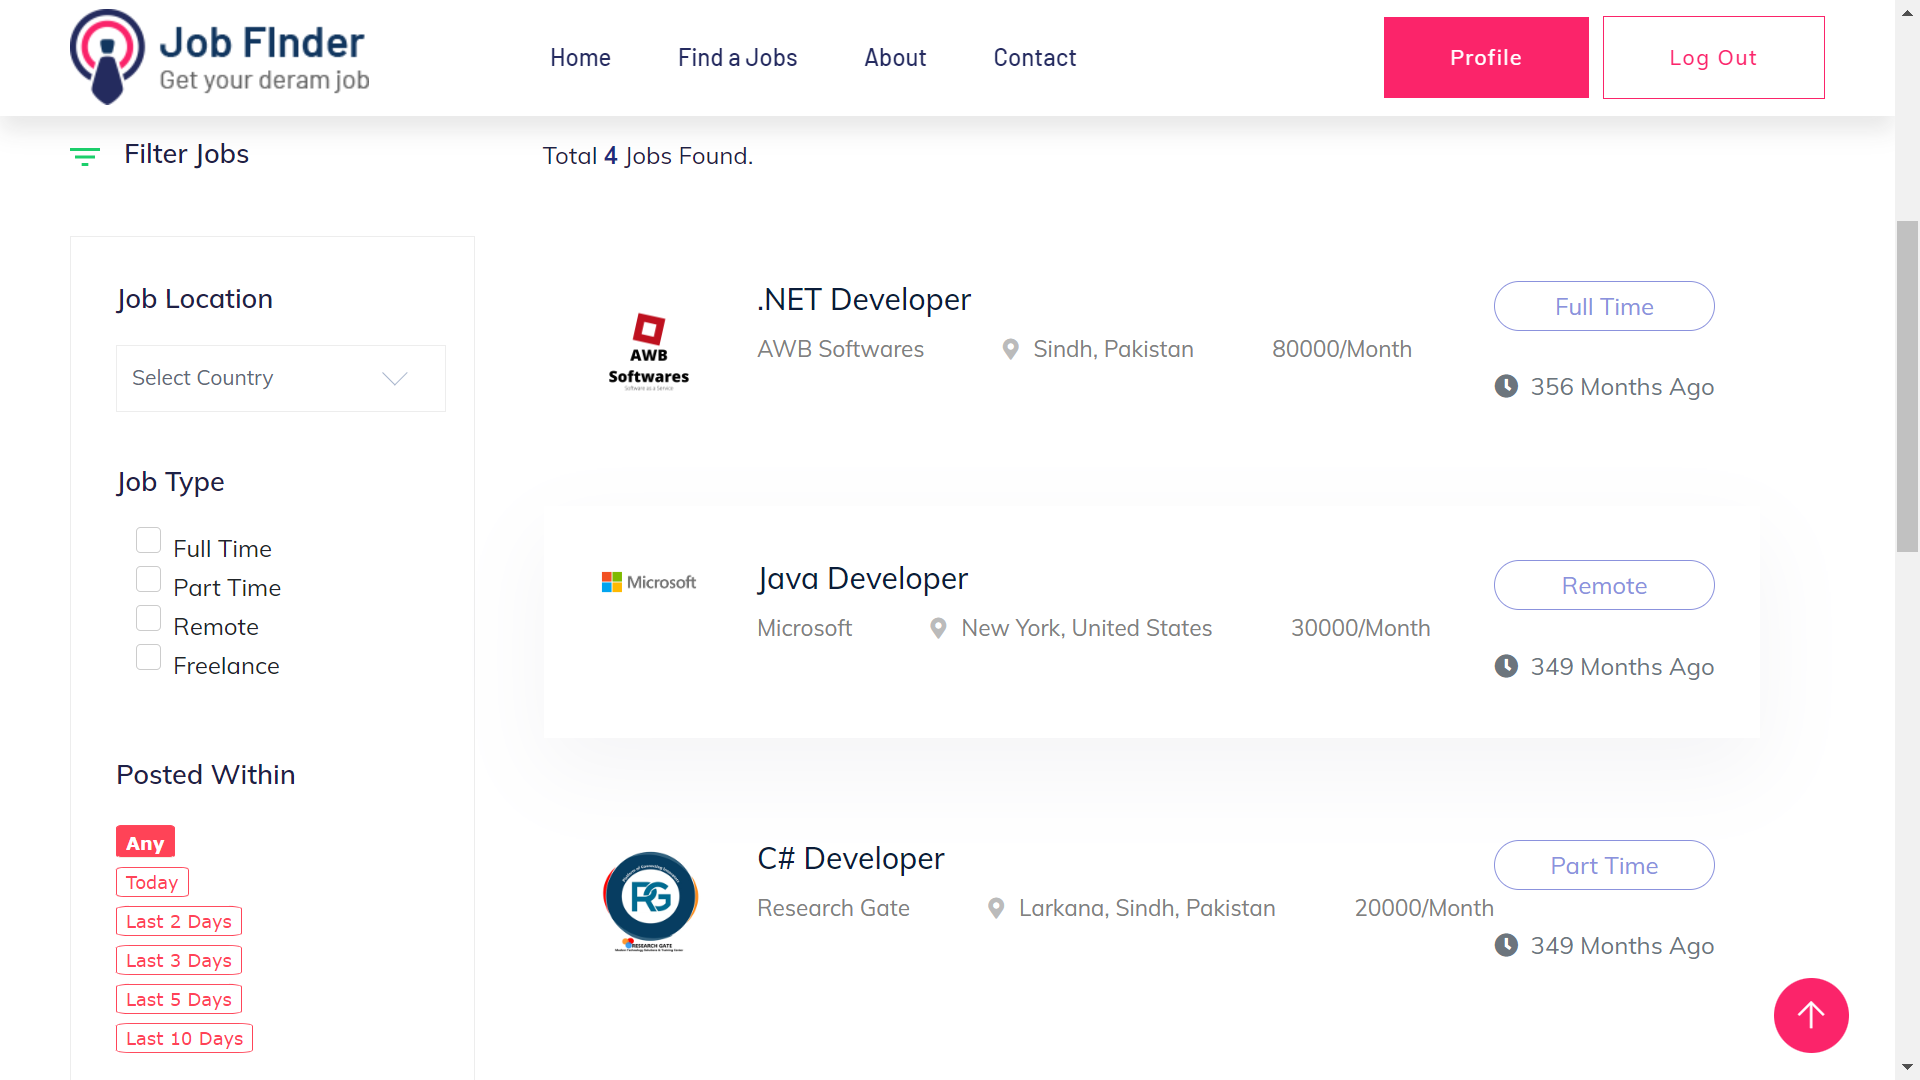 Job FInder
Get your deram job
Home
Find a Jobs
About
Contact
Profile
Log Out
Filter Jobs
Total 4 Jobs Found.
Job Location
Select Country
Job Type
Full Time
Part Time
Remote
Freelance
Posted Within
Any
Today
Last 2 Days
Last 3 Days
Last 5 Days
Last 10 Days
AWB
Softwares
Software as a Service
.NET Developer
AWB Softwares
Sindh, Pakistan
80000/Month
Full Time
356 Months Ago
Microsoft
Java Developer
Microsoft
New York, United States
30000/Month
Remote
349 Months Ago
RG
RESEARCH GATE
C# Developer
Research Gate
Larkana, Sindh, Pakistan
20000/Month
Part Time
349 Months Ago